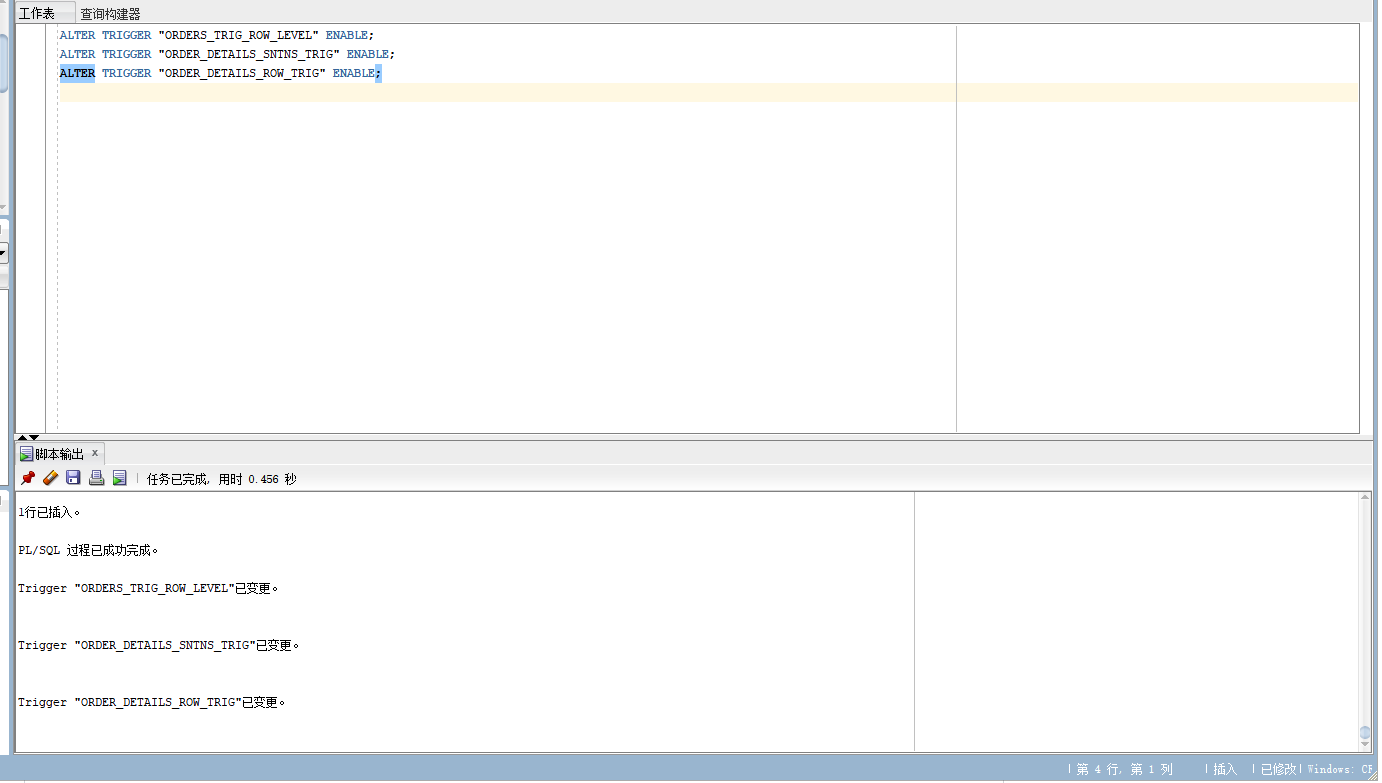 工作表 查询构建器
ALTER TRIGGER "ORDERS_TRIG_ROW_LEVEL" ENABLE;
ALTER TRIGGER "ORDER_DETAILS_SNTNS_TRIG" ENABLE;
ALTER TRIGGER "ORDER_DETAILS_ROW_TRIG" ENABLE;
脚本输出 x
任务已完成, 用时 0.456 秒
1行已插入。
PL/SQL 过程已成功完成。
Trigger "ORDERS_TRIG_ROW_LEVEL"已变更。
Trigger "ORDER_DETAILS_SNTNS_TRIG"已变更。
Trigger "ORDER_DETAILS_ROW_TRIG"已变更。
第 4 行, 第 1 列 | 插入 | 已修改 | Windows: CR